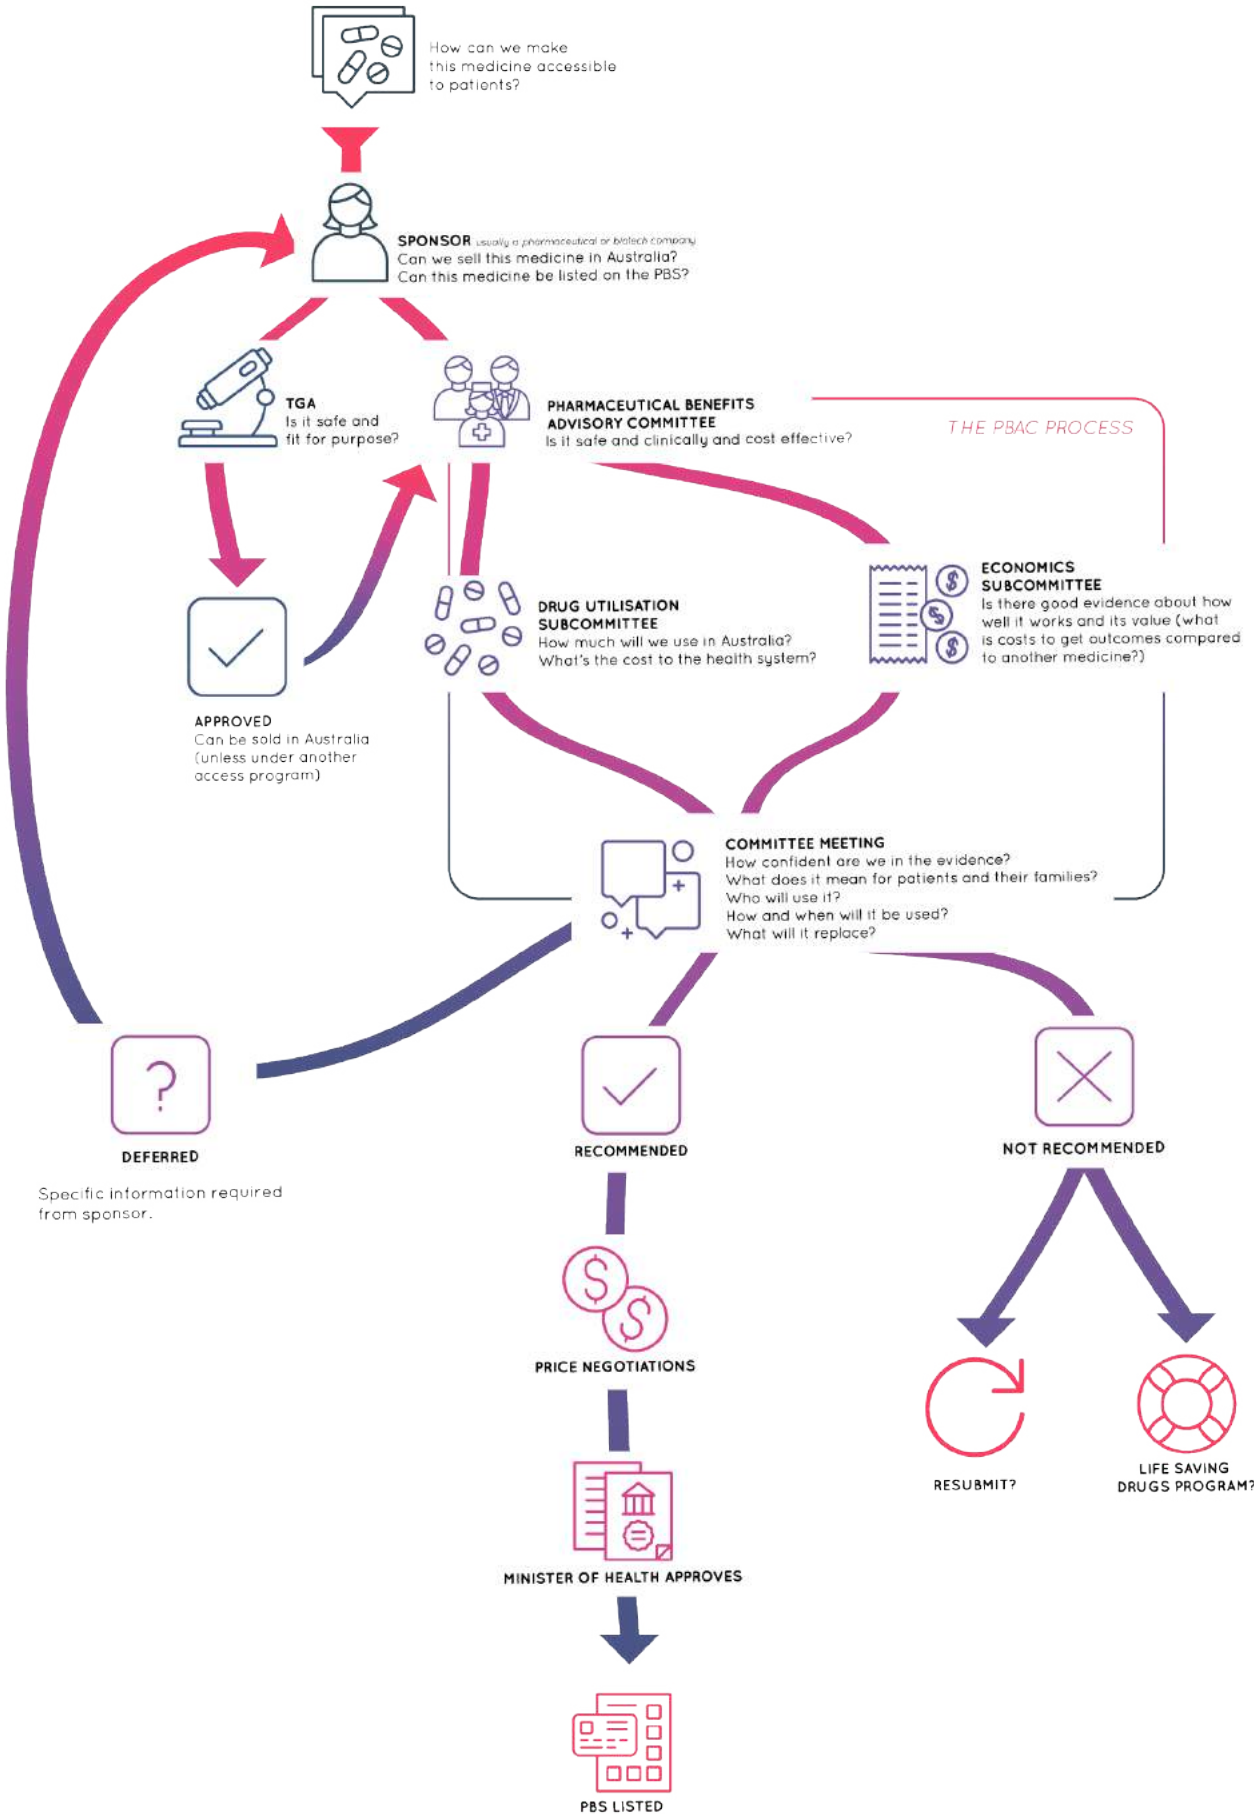 How can we make
this medicine accessible
to patients?
SPONSOR usually a pharmaceutical or biotech company
Can we sell this medicine in Australia?
Can this medicine be listed on the PBS?
TGA
Is it safe and
fit for purpose?
PHARMACEUTICAL BENEFITS
ADVISORY COMMITTEE
Is it safe and clinically and cost effective?
THE PBAC PROCESS
DRUG UTILISATION
SUBCOMMITTEE
How much will we use in Australia?
What's the cost to the health system?
ECONOMICS
SUBCOMMITTEE
Is there good evidence about how
well it works and its value (what
is costs to get outcomes compared
to another medicine?)
APPROVED
Can be sold in Australia
(unless under another
access program)
COMMITTEE MEETING
How confident are we in the evidence?
What does it mean for patients and their families?
Who will use it?
How and when will it be used?
What will it replace?
DEFERRED
Specific information required
from sponsor.
RECOMMENDED
NOT RECOMMENDED
PRICE NEGOTIATIONS
RESUBMIT?
LIFE SAVING
DRUGS PROGRAM?
MINISTER OF HEALTH APPROVES
PBS LISTED